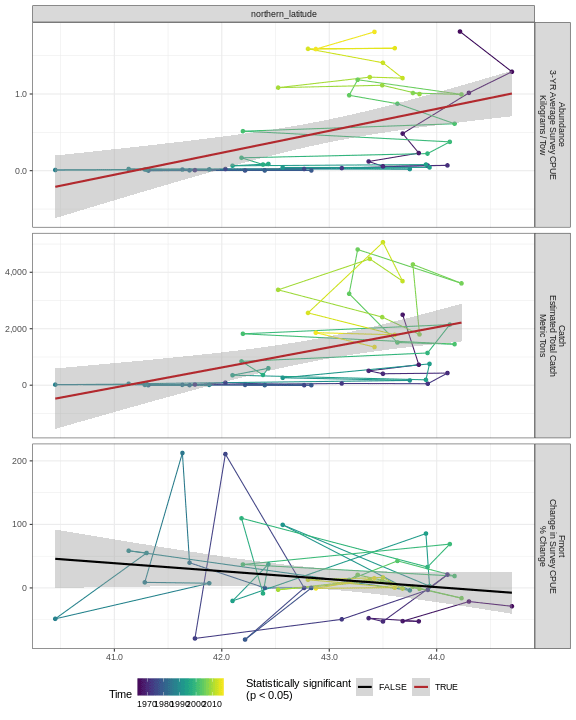 northern_latitude
1.0
0.0
Abundance
3-YR Average Survey CPUE
Kilograms / Tow
4,000
2,000
0
Catch
Estimated Total Catch
Metric Tons
200
100
0
Fmort
Change in Survey CPUE
% Change
41.0 42.0 43.0 44.0
Time
1970 1980 1990 2000 2010
Statistically significant
(p < 0.05)
FALSE TRUE